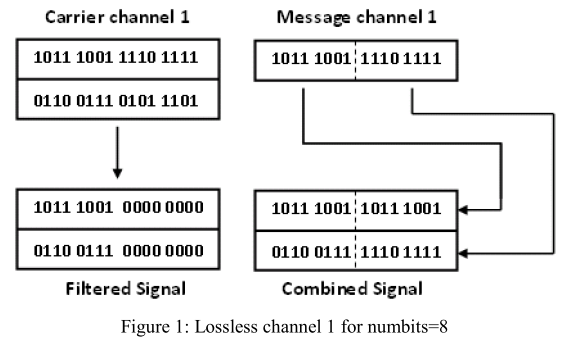 Carrier channel 1
1011 1001 1110 1111
0110 0111 0101 1101
1011 1001 0000 0000
0110 0111 0000 0000
Filtered Signal
Message channel 1
1011 1001 1110 1111
1011 1001 1011 1001
0110 0111 1110 1111
Combined Signal
Figure 1: Lossless channel 1 for numbits=8